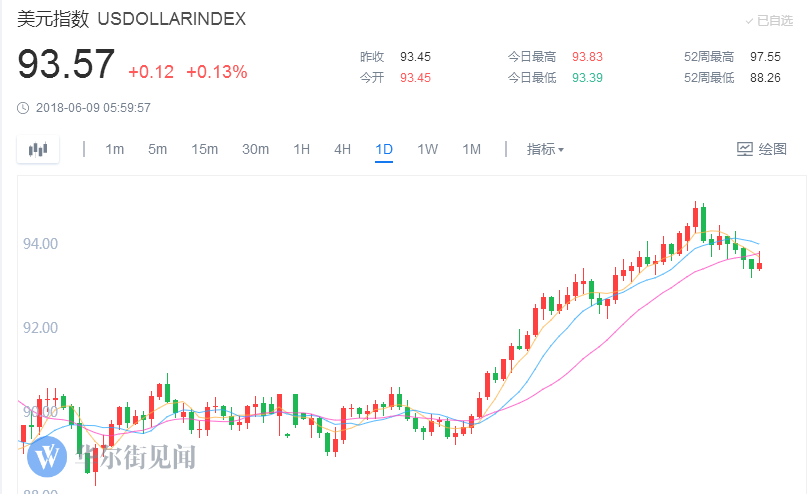 美元指数 USDOLLARINDEX
已自选
93.57 +0.12 +0.13%
昨收 93.45 今日最高 93.83 52周最高 97.55
今开 93.45 今日最低 93.39 52周最低 88.26
2018-06-09 05:59:57
1m 5m 15m 30m 1H 4H 1D 1W 1M 指标 绘图
94.00
92.00
90.00
W 华尔街见闻
88.00